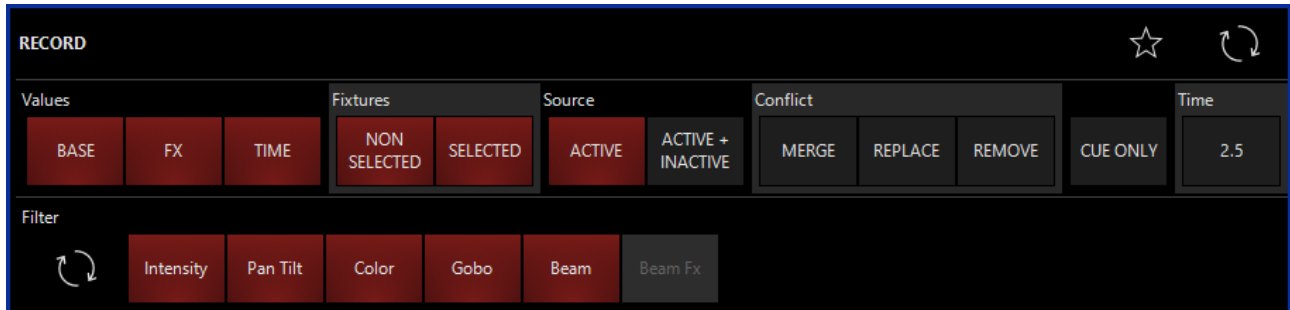 RECORD
Values Fixtures Source Conflict Time
BASE FX TIME NON SELECTED SELECTED ACTIVE ACTIVE + INACTIVE MERGE REPLACE REMOVE CUE ONLY 2.5
Filter
Intensity Pan Tilt Color Gobo Beam Beam Fx